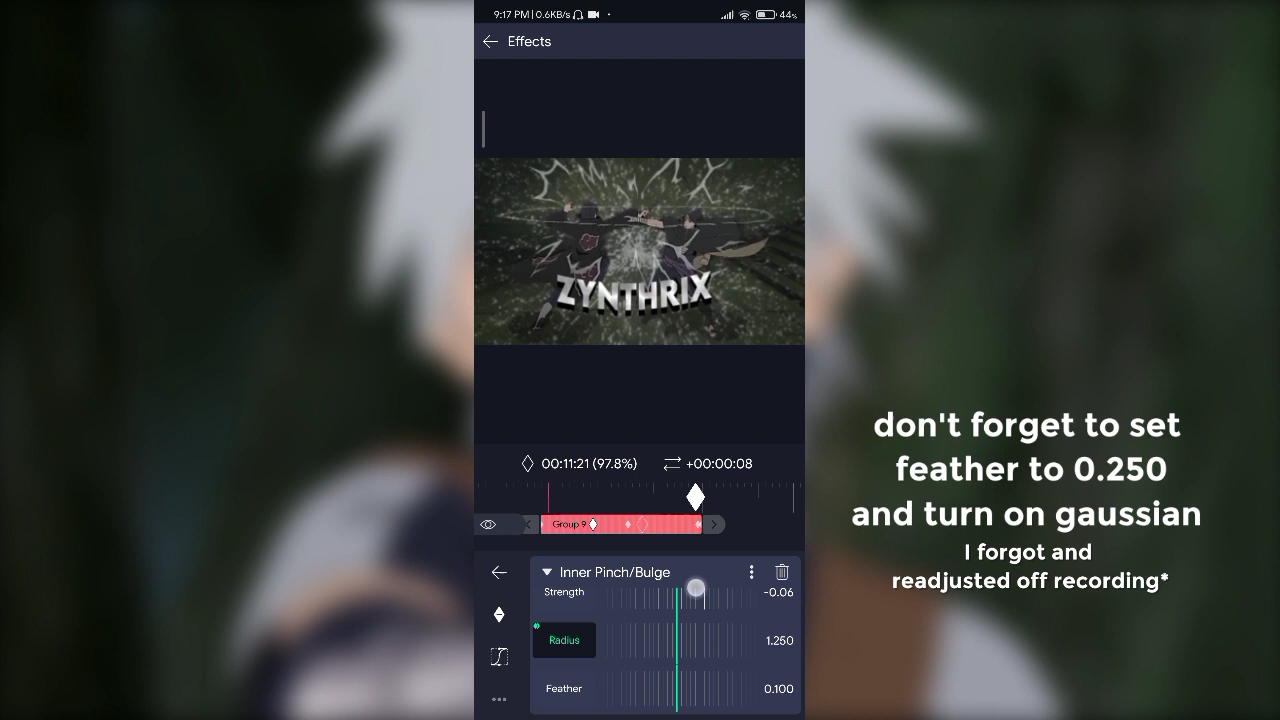 9:17 PM | 0.6KB/s
44%
Effects
ZYNTHRIX
00:11:21 (97.8%)
+00:00:08
Group 9
Inner Pinch/Bulge
Strength
-0.06
Radius
1.250
Feather
0.100
don't forget to set
feather to 0.250
and turn on gaussian
I forgot and
readjusted off recording*